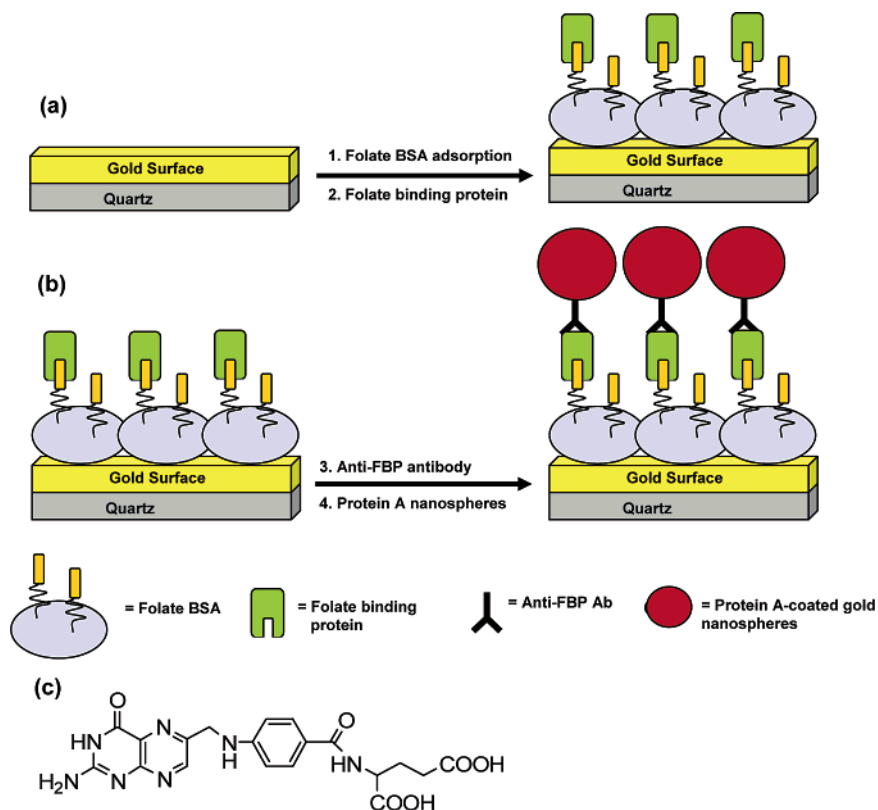 (a)
Gold Surface
Quartz
1. Folate BSA adsorption
2. Folate binding protein
Gold Surface
Quartz
(b)
Gold Surface
Quartz
3. Anti-FBP antibody
4. Protein A nanospheres
Gold Surface
Quartz
= Folate BSA
= Folate binding
protein
= Anti-FBP Ab
= Protein A-coated gold
nanospheres
(c)
O
HN
N
H2N
N
N
N
H
O
N
H
COOH
COOH